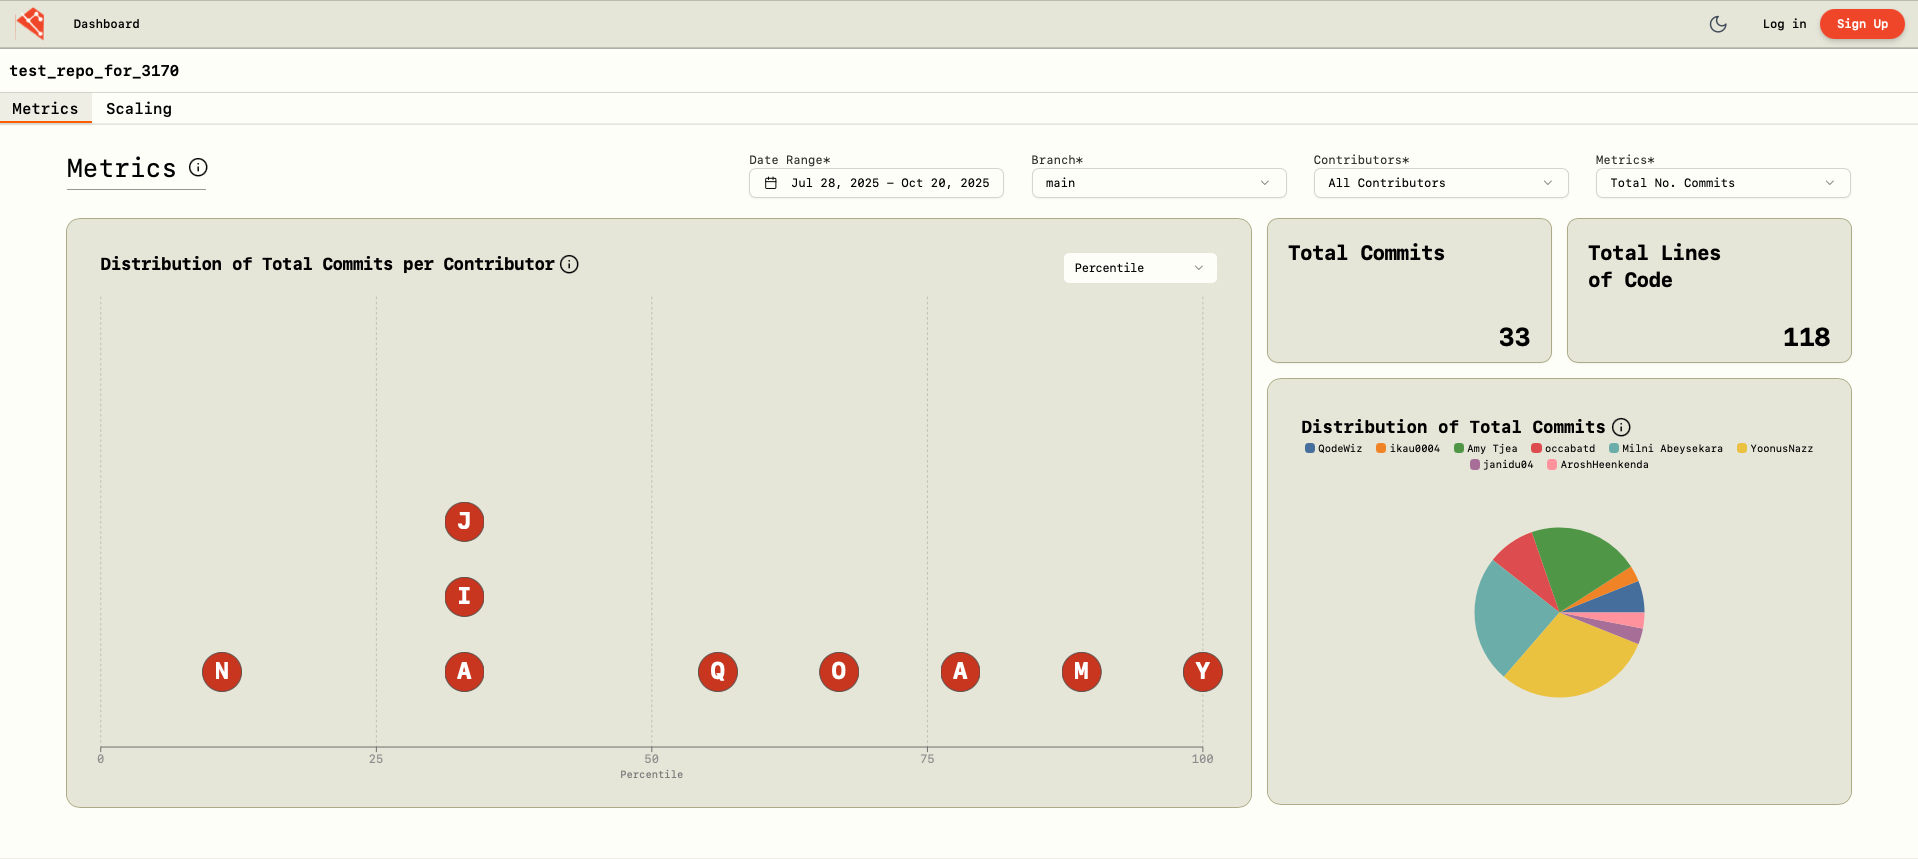 Dashboard
Log in
Sign Up
test_repo_for_3170
Metrics
Scaling
Metrics
Date Range*
Jul 28, 2025 – Oct 20, 2025
Branch*
main
Contributors*
All Contributors
Metrics*
Total No. Commits
Distribution of Total Commits per Contributor
Percentile
J
I
N
A
Q
O
A
M
Y
0
25
50
75
100
Percentile
Total Commits
33
Total Lines
of Code
118
Distribution of Total Commits
QodeWiz
ikau0004
Amy Tjea
occabatd
Milni Abeysekara
YoonusNazz
janidu04
AroshHeenkenda